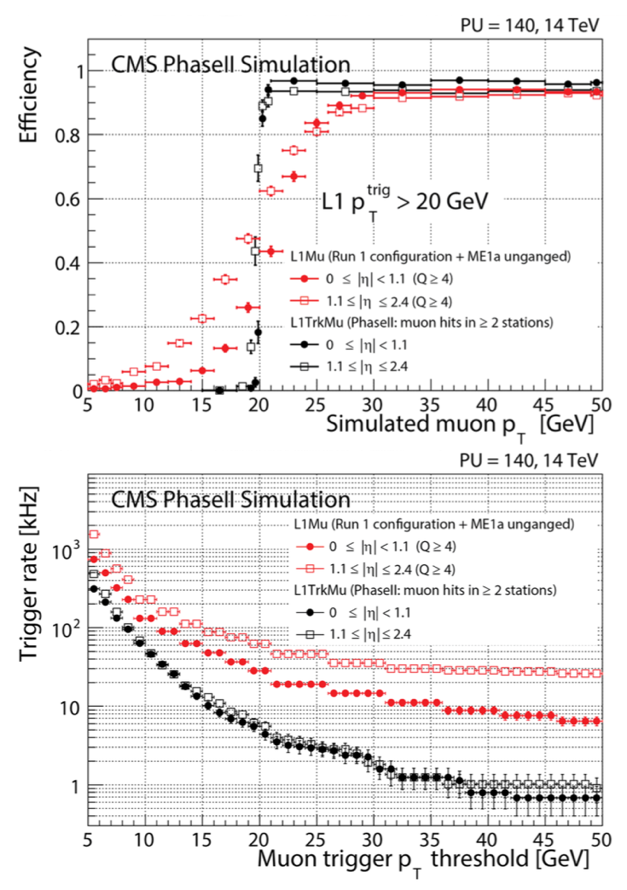 PU = 140, 14 TeV
CMS PhaseII Simulation
Efficiency
1
0.8
0.6
0.4
0.2
0
L1 p_T^trig > 20 GeV
L1Mu (Run 1 configuration + ME1a unganged)
0 ≤ |η| < 1.1 (Q ≥ 4)
1.1 ≤ |η| ≤ 2.4 (Q ≥ 4)
L1TrkMu (PhaseII: muon hits in ≥ 2 stations)
0 ≤ |η| < 1.1
1.1 ≤ |η| ≤ 2.4
5 10 15 20 25 30 35 40 45 50
Simulated muon p_T [GeV]
PU = 140, 14 TeV
CMS PhaseII Simulation
Trigger rate [kHz]
10^3
10^2
10
1
L1Mu (Run 1 configuration + ME1a unganged)
0 ≤ |η| < 1.1 (Q ≥ 4)
1.1 ≤ |η| ≤ 2.4 (Q ≥ 4)
L1TrkMu (PhaseII: muon hits in ≥ 2 stations)
0 ≤ |η| < 1.1
1.1 ≤ |η| ≤ 2.4
5 10 15 20 25 30 35 40 45 50
Muon trigger p_T threshold [GeV]